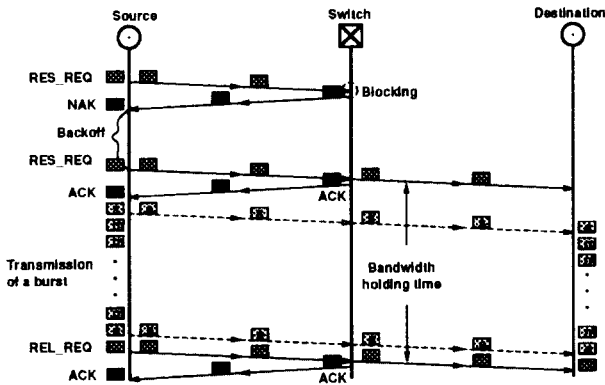 Source
Switch
Destination
RES_REQ
Blocking
NAK
Backoff
RES_REQ
ACK
ACK
Transmission
of a burst
Bandwidth
holding time
REL_REQ
ACK
ACK